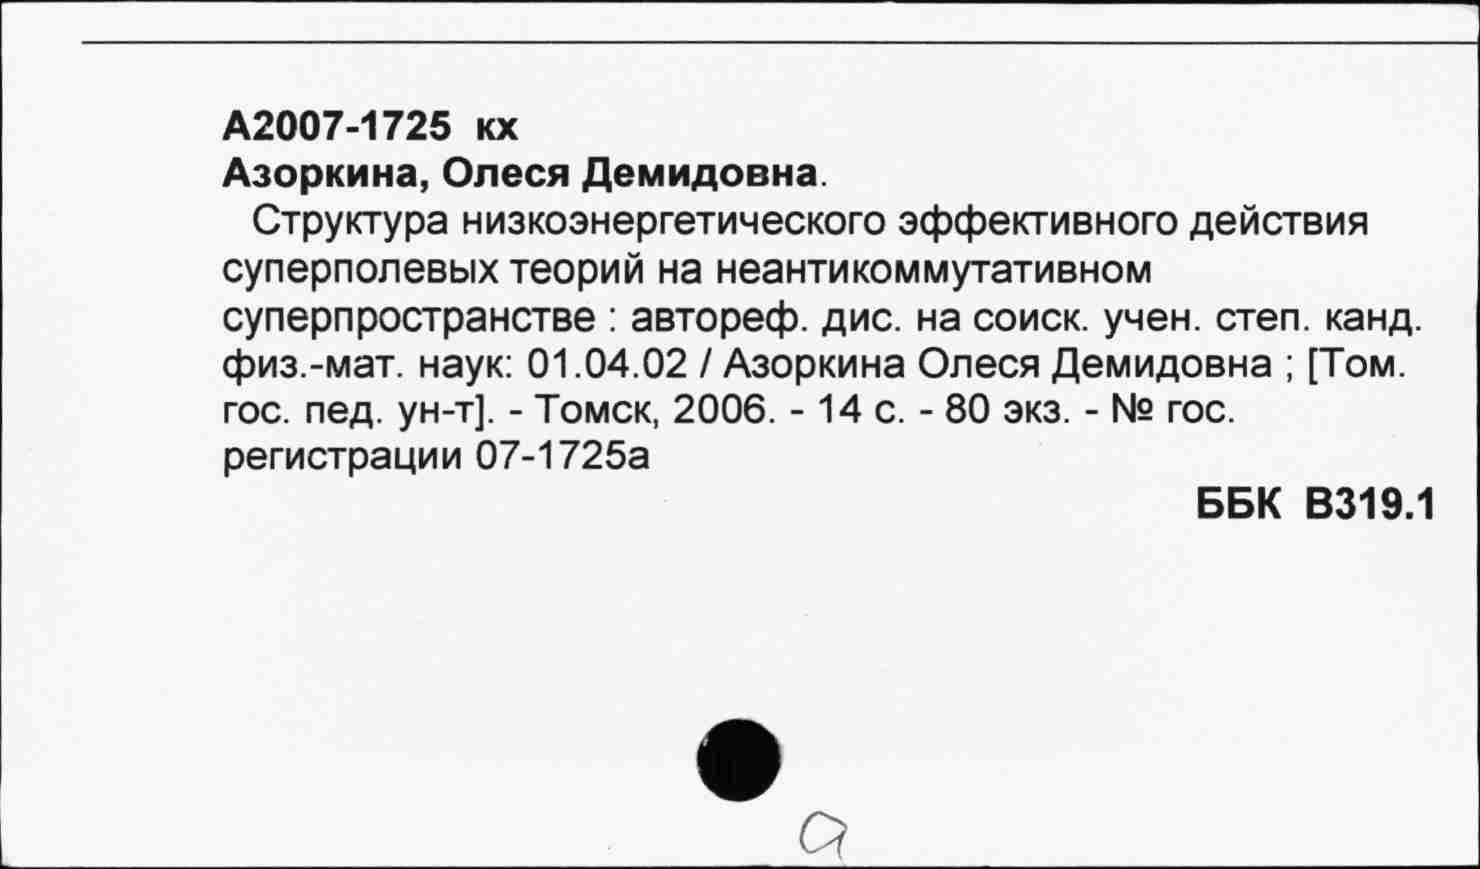 А2007-1725 кх
Азоркина, Олеся Демидовна.
Структура низкоэнергетического эффективного действия
суперполевых теорий на неантикоммутативном
суперпространстве : автореф. дис. на соиск. учен. степ. канд.
физ.-мат. наук: 01.04.02 / Азоркина Олеся Демидовна ; [Том.
гос. пед. ун-т]. - Томск, 2006. - 14 с. - 80 экз. - № гос.
регистрации 07-1725а
ББК В319.1